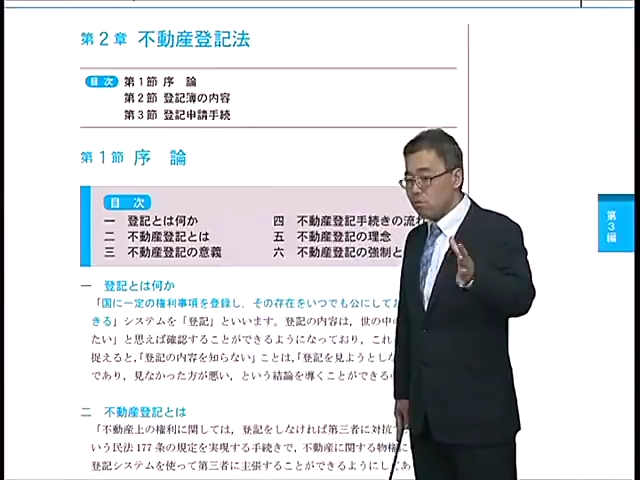 第2章 不動産登記法
目次 第1節 序 論
第2節 登記簿の内容
第3節 登記申請手続
第1節 序 論
目 次
一 登記とは何か
四 不動産登記手続きの流れ
二 不動産登記とは
五 不動産登記の理念
三 不動産登記の意義
六 不動産登記の強制と
第3編
一 登記とは何か
「国に一定の権利事項を登録し，その存在をいつでも公にしてお
きる」システムを「登記」といいます。登記の内容は，世の中の
たい」と思えば確認することができるようになっており，これ
捉えると，「登記の内容を知らない」ことは，「登記を見ようとしな
であり，見なかった方が悪い，という結論を導くことができる
二 不動産登記とは
「不動産上の権利に関しては，登記をしなければ第三者に対抗
いう民法177条の規定を実現する手続きで，不動産に関する物権
登記システムを使って第三者に主張することができるようにし